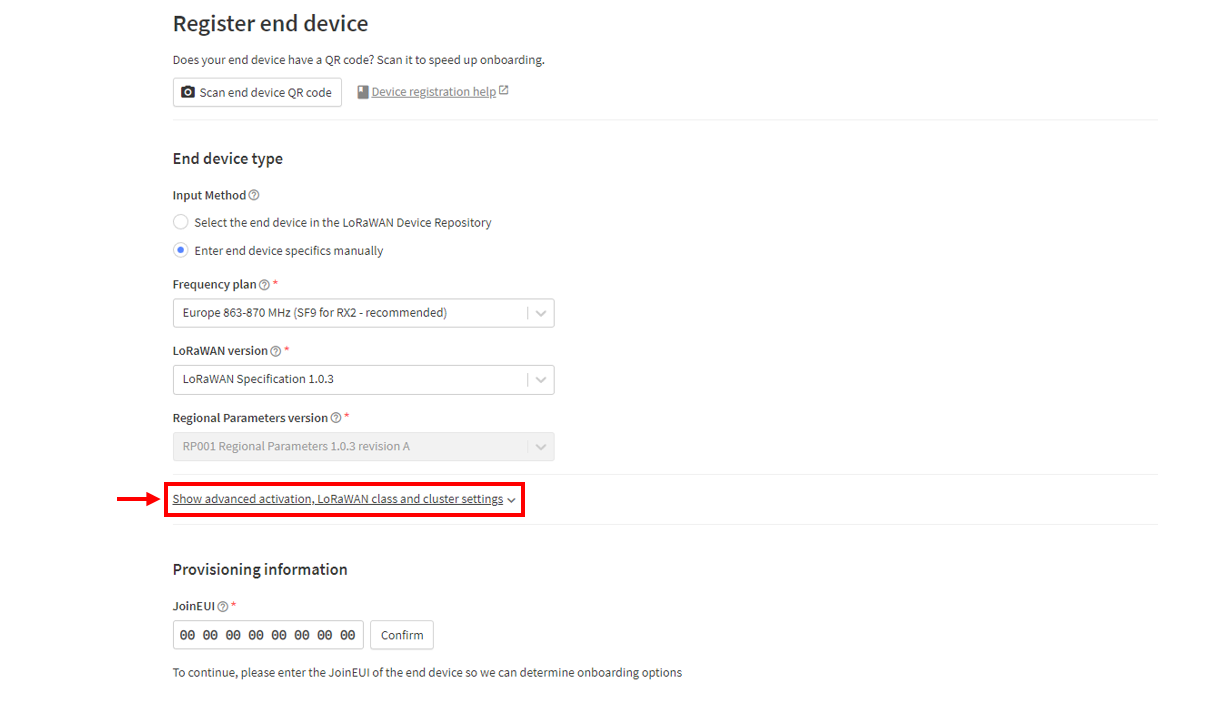 Register end device
Does your end device have a QR code? Scan it to speed up onboarding.
Scan end device QR code Device registration help
End device type
Input Method
Select the end device in the LoRaWAN Device Repository
Enter end device specifics manually
Frequency plan *
Europe 863-870 MHz (SF9 for RX2 - recommended)
LoRaWAN version *
LoRaWAN Specification 1.0.3
Regional Parameters version *
RP001 Regional Parameters 1.0.3 revision A
Show advanced activation, LoRaWAN class and cluster settings
Provisioning information
JoinEUI *
00 00 00 00 00 00 00 00 Confirm
To continue, please enter the JoinEUI of the end device so we can determine onboarding options